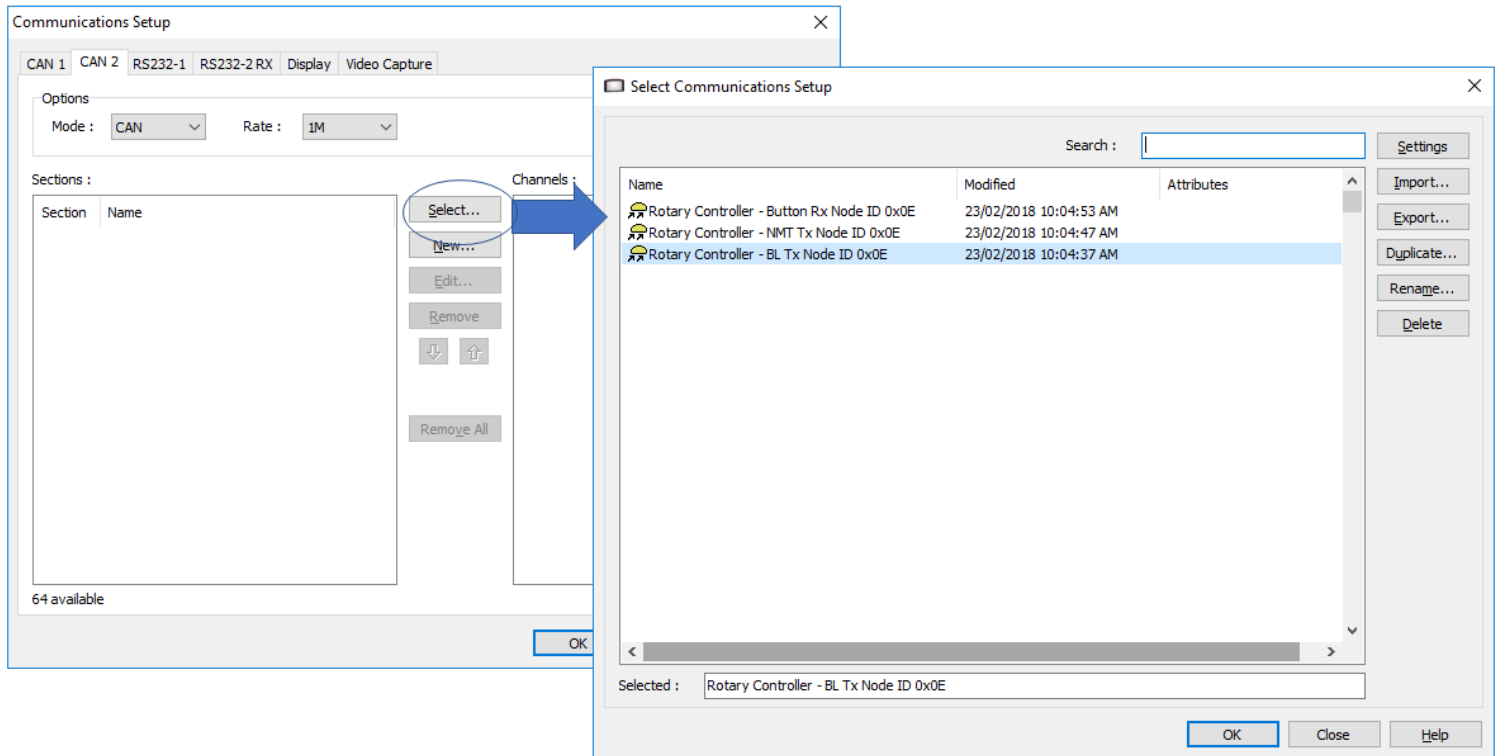 Communications Setup
CAN 1 CAN 2 RS232-1 RS232-2 RX Display Video Capture
Options
Mode : CAN Rate : 1M
Sections :
Section Name
64 available
Select...
New...
Edit...
Remove
Remove All
Channels :
OK
Select Communications Setup
Search :
Name Modified Attributes
Rotary Controller - Button Rx Node ID 0x0E 23/02/2018 10:04:53 AM
Rotary Controller - NMT Tx Node ID 0x0E 23/02/2018 10:04:47 AM
Rotary Controller - BL Tx Node ID 0x0E 23/02/2018 10:04:37 AM
Settings
Import...
Export...
Duplicate...
Rename...
Delete
Selected : Rotary Controller - BL Tx Node ID 0x0E
OK Close Help